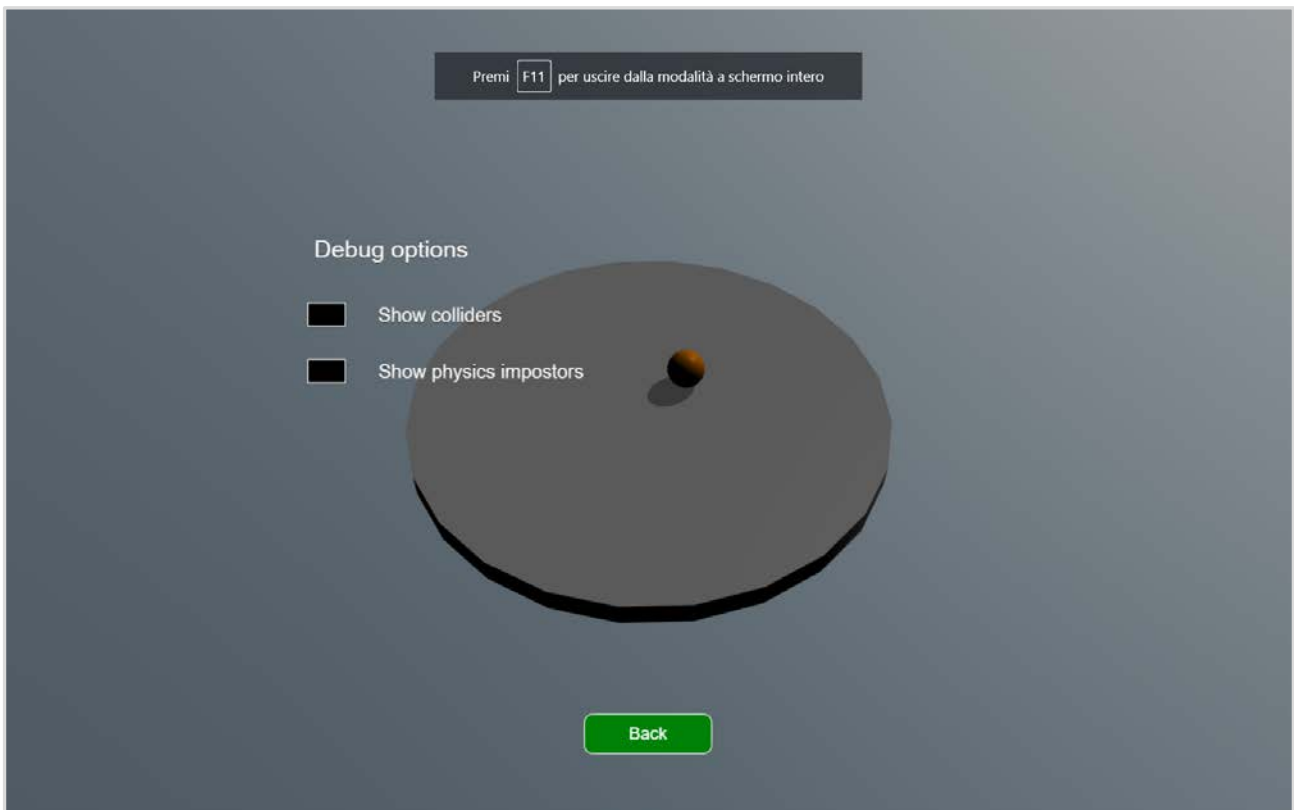 Premi F11 per uscire dalla modalità a schermo intero
Debug options
Show colliders
Show physics impostors
Back